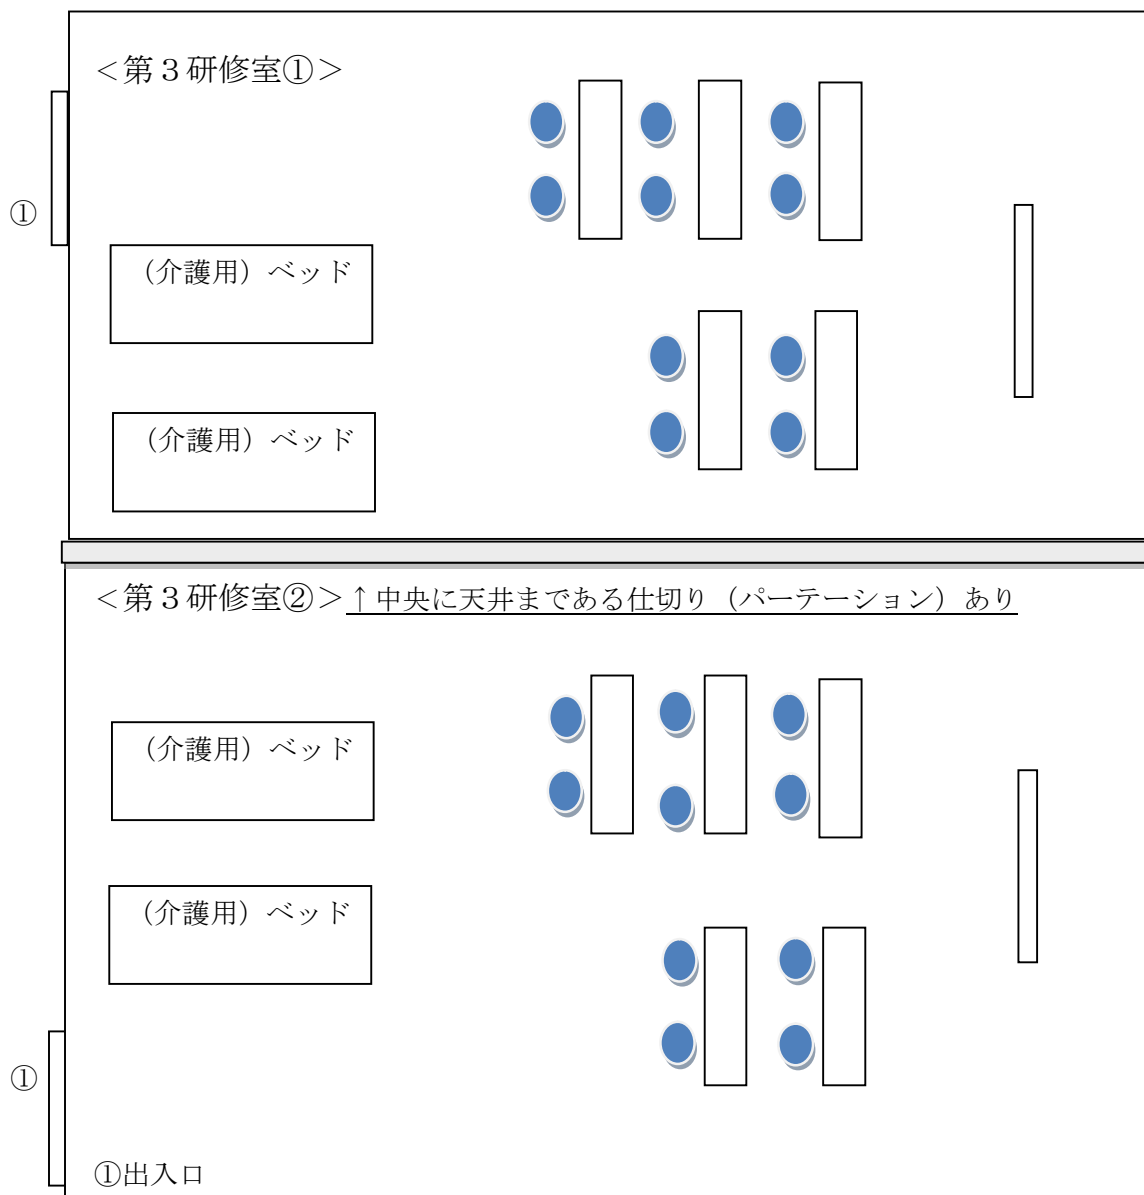 ＜第３研修室①＞
①
（介護用）ベッド
（介護用）ベッド
＜第３研修室②＞↑中央に天井まである仕切り（パーテーション）あり
（介護用）ベッド
（介護用）ベッド
①
①出入口